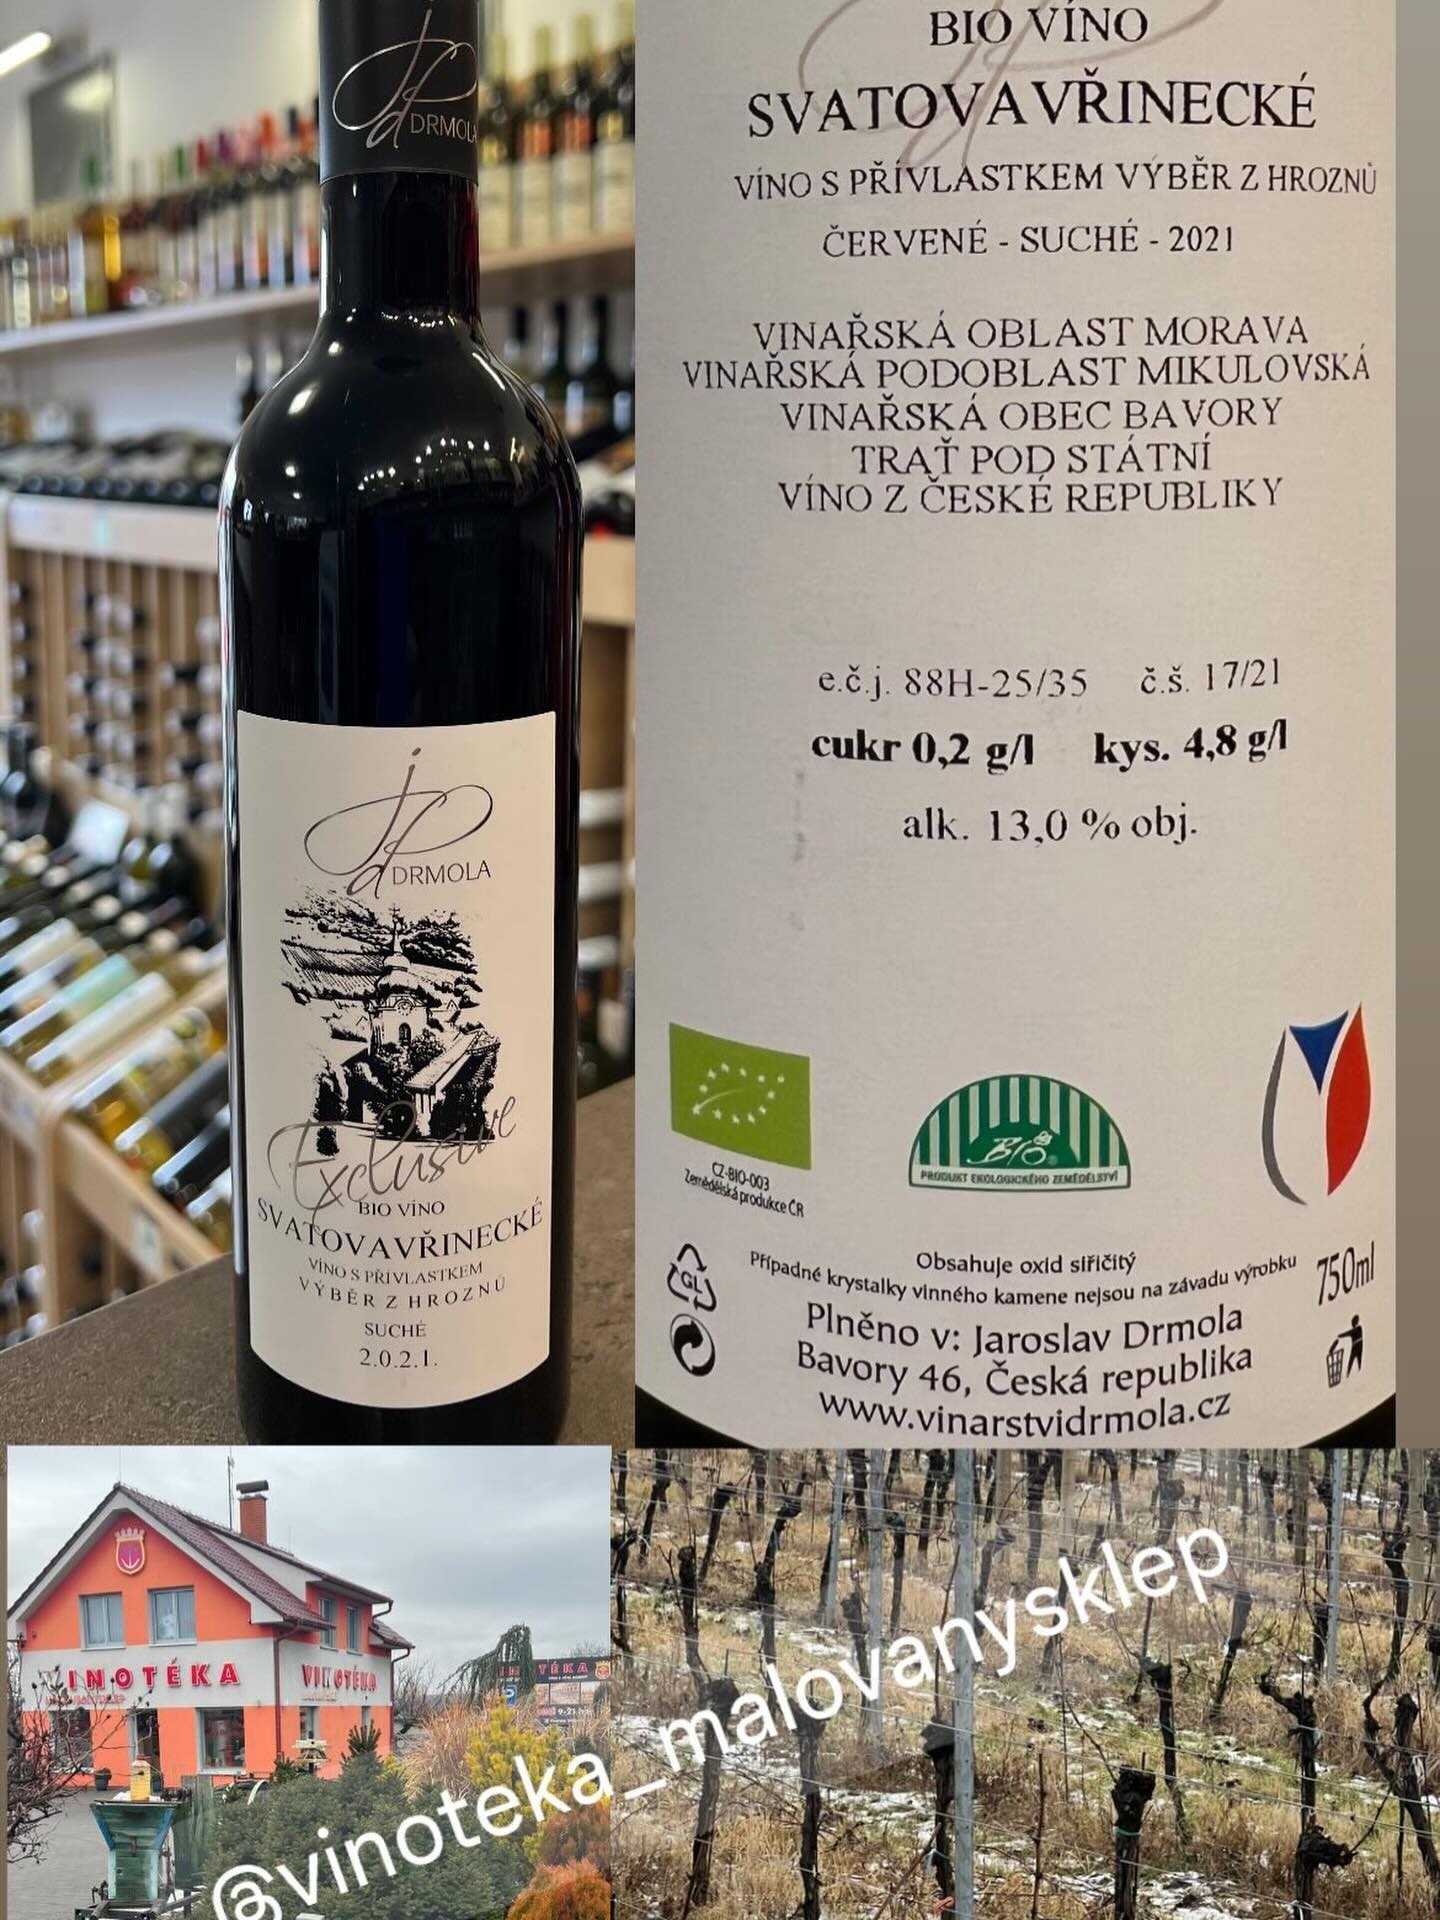 DRMOLA
DRMOLA
Exclusive
BIO VÍNO
SVATOVAVŘINECKÉ
VÍNO S PŘÍVLASTKEM
VÝBĚR Z HROZNŮ
SUCHÉ
2.0.2.1.
BIO VÍNO
SVATOVAVŘINECKÉ
VÍNO S PŘÍVLASTKEM VÝBĚR Z HROZNŮ
ČERVENÉ - SUCHÉ - 2021
VINAŘSKÁ OBLAST MORAVA
VINAŘSKÁ PODOBLAST MIKULOVSKÁ
VINAŘSKÁ OBEC BAVORY
TRAŤ POD STÁTNÍ
VÍNO Z ČESKÉ REPUBLIKY
e.č.j. 88H-25/35 č.š. 17/21
cukr 0,2 g/l kys. 4,8 g/l
alk. 13,0 % obj.
CZ-BIO-003
Zemědělská produkce ČR
BIO
PRODUKT EKOLOGICKÉHO ZEMĚDĚLSTVÍ
GL
Obsahuje oxid siřičitý
Případné krystalky vinného kamene nejsou na závadu výrobku
750ml
Plněno v: Jaroslav Drmola
Bavory 46, Česká republika
www.vinarstvidrmola.cz
INOTÉKA
VINOTÉKA
@vinoteka_malovanysklep